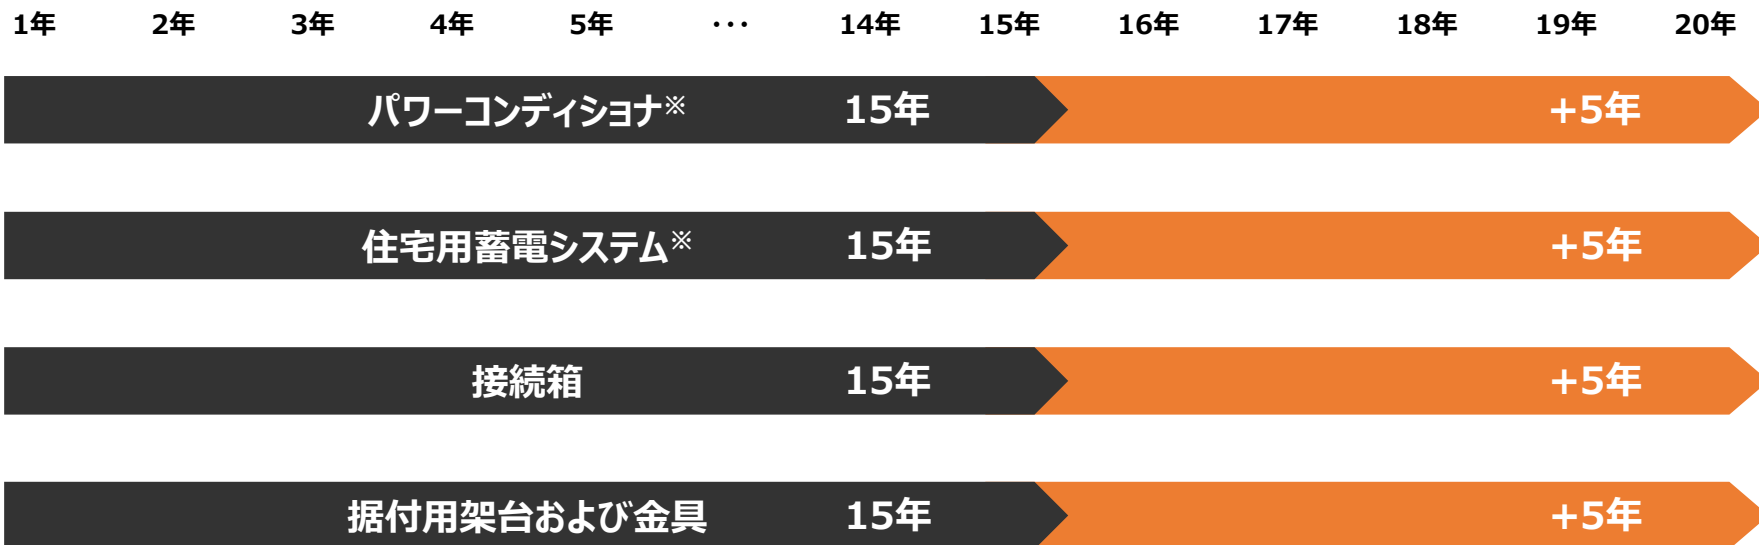 1年 2年 3年 4年 5年 ・・・ 14年 15年 16年 17年 18年 19年 20年
パワーコンディショナ※ 15年 +5年
住宅用蓄電システム※ 15年 +5年
接続箱 15年 +5年
据付用架台および金具 15年 +5年